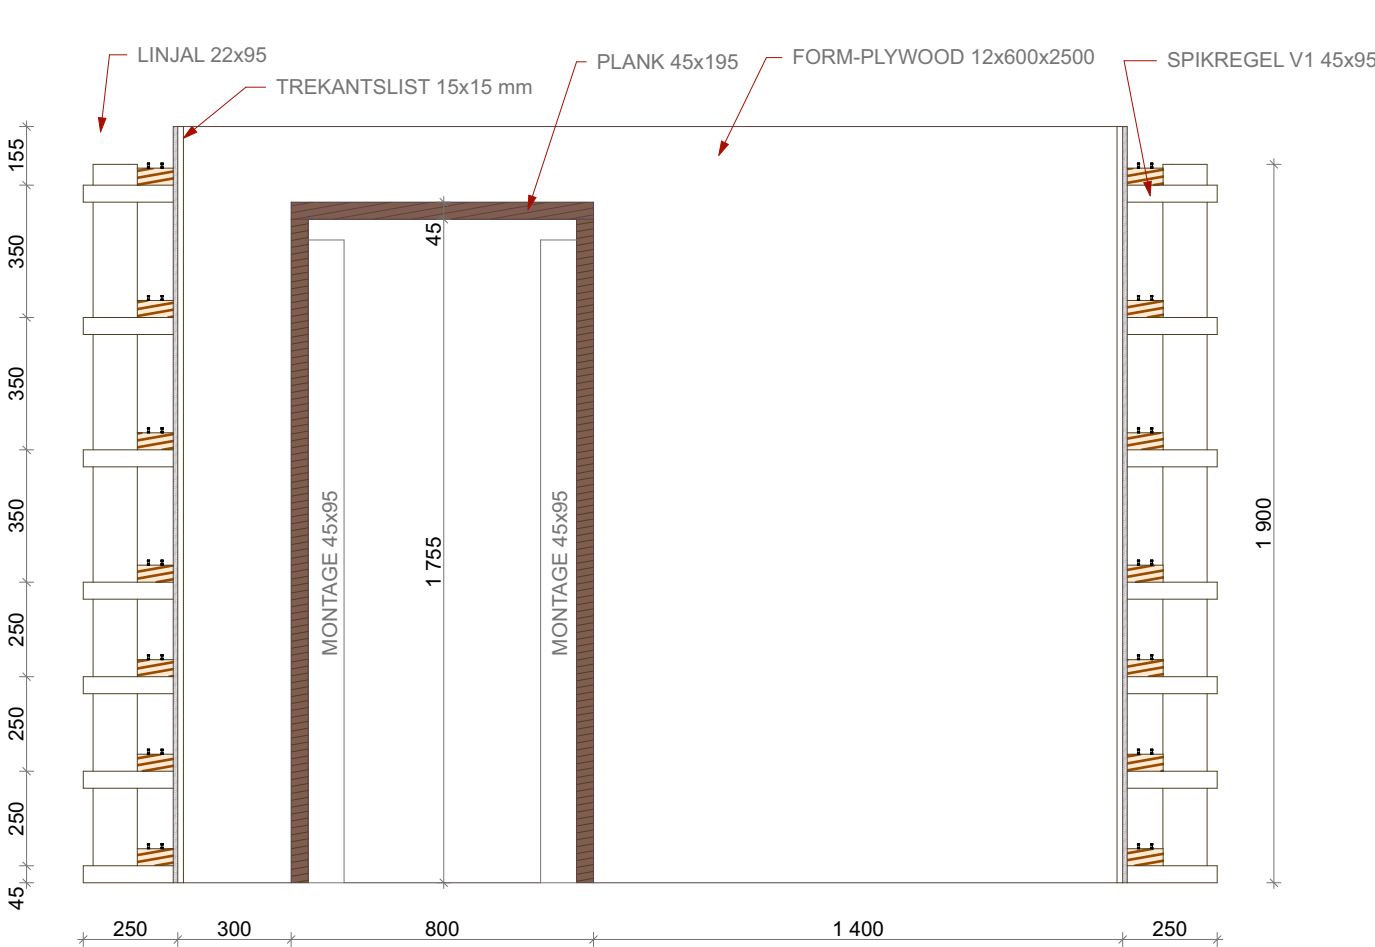 LINJAL 22x95
TREKANTSLIST 15x15 mm
PLANK 45x195
FORM-PLYWOOD 12x600x2500
SPIKREGEL V1 45x95
155
350
350
350
250
250
250
45
45
1 755
MONTAGE 45x95
MONTAGE 45x95
1 900
250
300
800
1 400
250